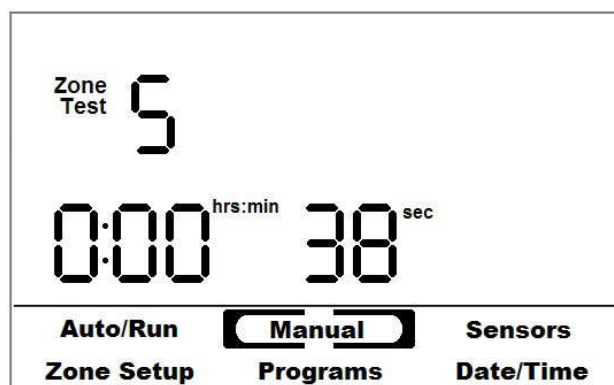 Zone
Test 5
0:00 hrs:min 38 sec
Auto/Run Manual Sensors
Zone Setup Programs Date/Time